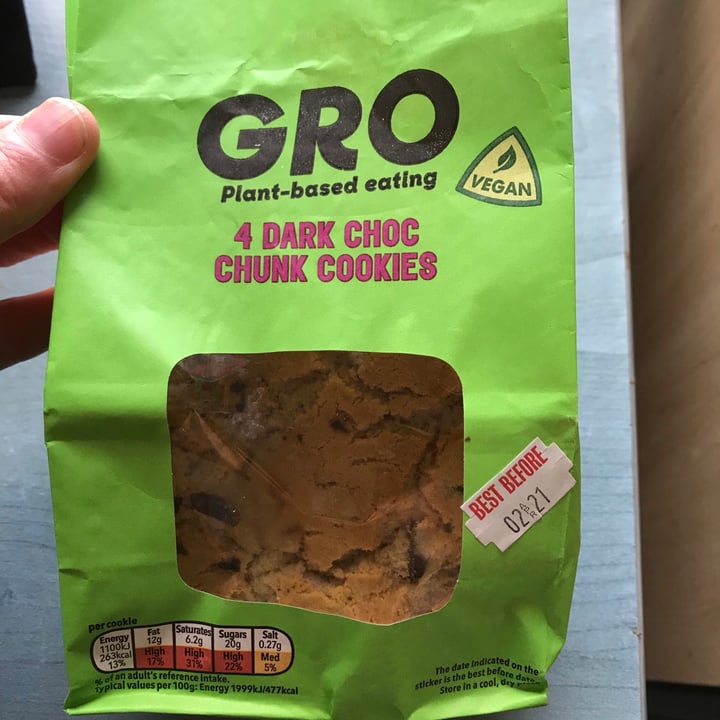 GRO
Plant-based eating
VEGAN
4 DARK CHOC
CHUNK COOKIES
BEST BEFORE
02 APR 21
per cookie
Energy 1100kJ 263kcal 13%
Fat 12g High 17%
Saturates 6.2g High 31%
Sugars 20g High 22%
Salt 0.27g Med 5%
% of an adult's reference intake.
Typical values per 100g: Energy 1999kJ/477kcal
The date indicated on the
sticker is the best before date.
Store in a cool, dry